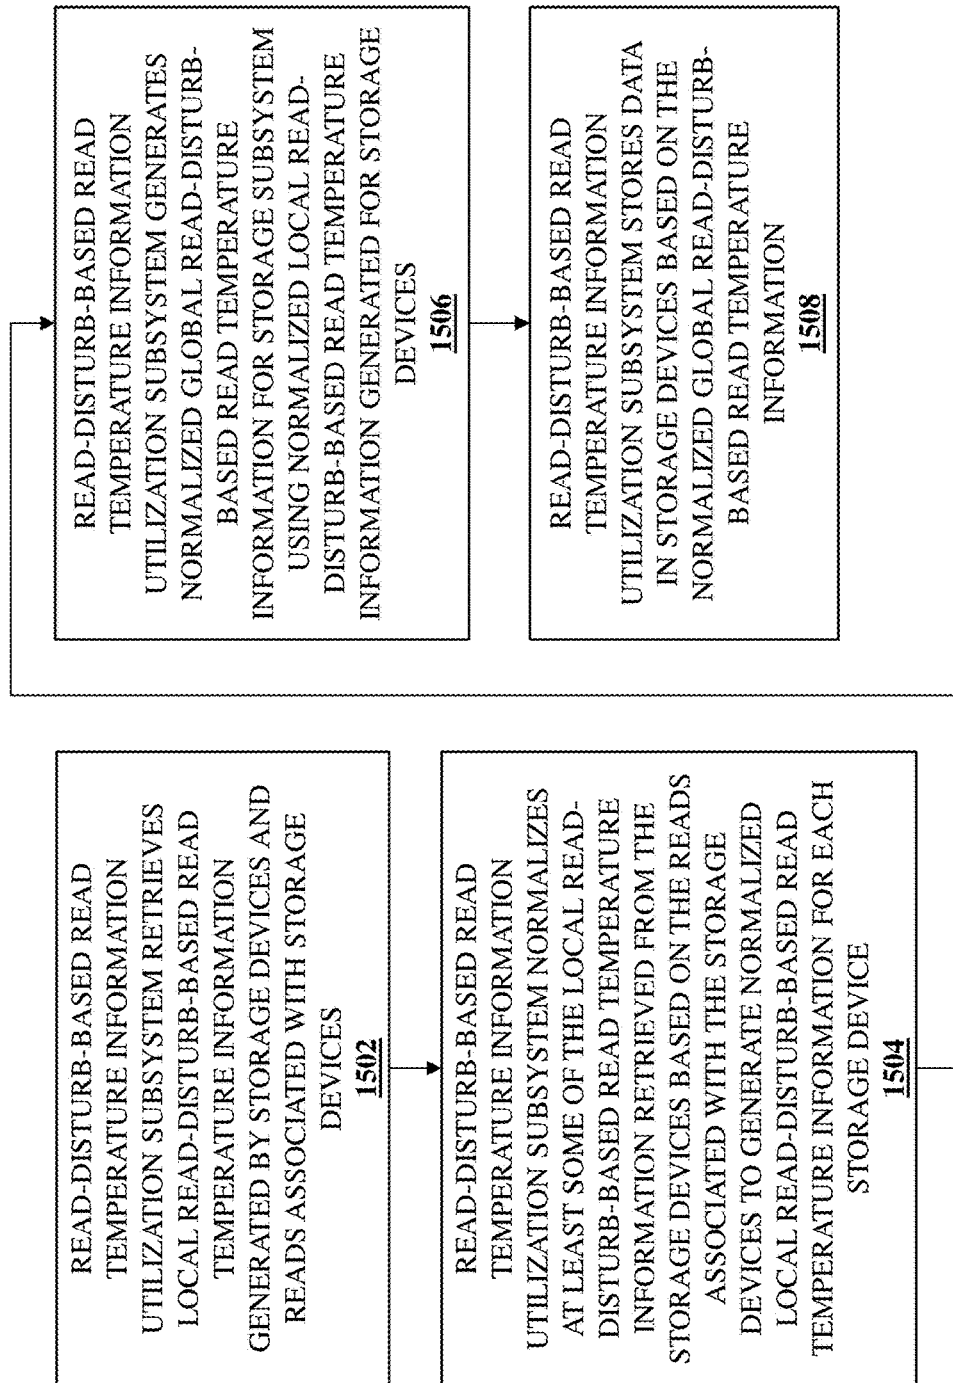 READ-DISTURB-BASED READ
TEMPERATURE INFORMATION
UTILIZATION SUBSYSTEM RETRIEVES
LOCAL READ-DISTURB-BASED READ
TEMPERATURE INFORMATION
GENERATED BY STORAGE DEVICES AND
READS ASSOCIATED WITH STORAGE
DEVICES
1502
READ-DISTURB-BASED READ
TEMPERATURE INFORMATION
UTILIZATION SUBSYSTEM NORMALIZES
AT LEAST SOME OF THE LOCAL READ-
DISTURB-BASED READ TEMPERATURE
INFORMATION RETRIEVED FROM THE
STORAGE DEVICES BASED ON THE READS
ASSOCIATED WITH THE STORAGE
DEVICES TO GENERATE NORMALIZED
LOCAL READ-DISTURB-BASED READ
TEMPERATURE INFORMATION FOR EACH
STORAGE DEVICE
1504
READ-DISTURB-BASED READ
TEMPERATURE INFORMATION
UTILIZATION SUBSYSTEM GENERATES
NORMALIZED GLOBAL READ-DISTURB-
BASED READ TEMPERATURE
INFORMATION FOR STORAGE SUBSYSTEM
USING NORMALIZED LOCAL READ-
DISTURB-BASED READ TEMPERATURE
INFORMATION GENERATED FOR STORAGE
DEVICES
1506
READ-DISTURB-BASED READ
TEMPERATURE INFORMATION
UTILIZATION SUBSYSTEM STORES DATA
IN STORAGE DEVICES BASED ON THE
NORMALIZED GLOBAL READ-DISTURB-
BASED READ TEMPERATURE
INFORMATION
1508